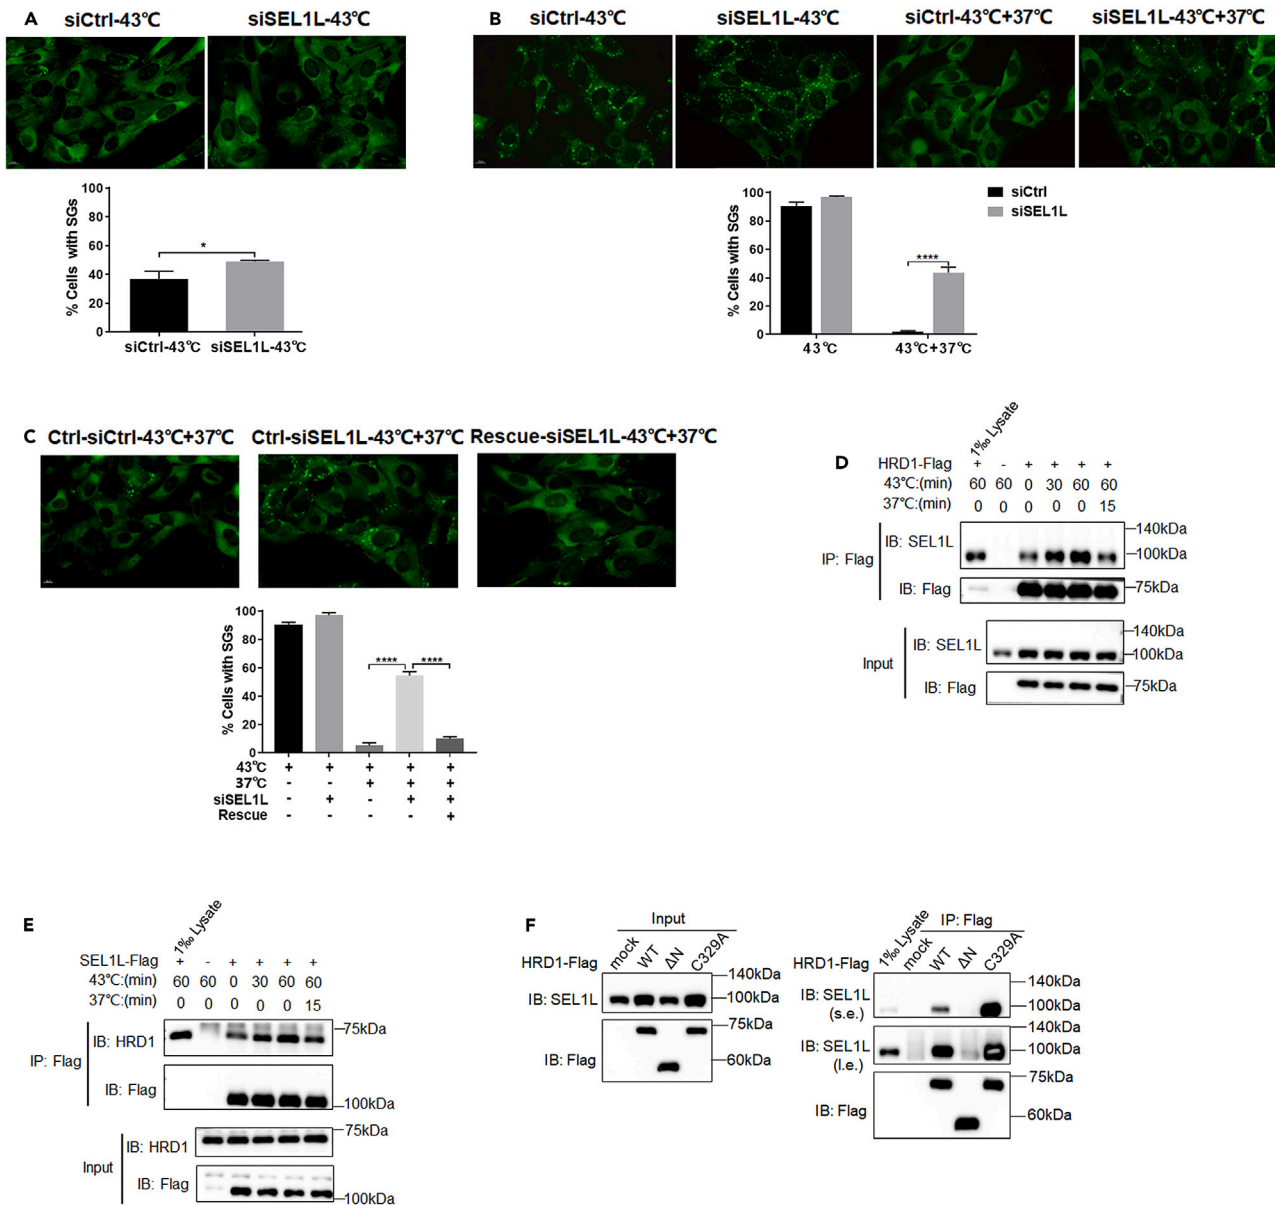 A
siCtrl-43℃
siSEL1L-43℃
100
80
60
40
20
0
% Cells with SGs
*
siCtrl-43℃
siSEL1L-43℃
B
siCtrl-43℃
siSEL1L-43℃
siCtrl-43℃+37℃
siSEL1L-43℃+37℃
100
80
60
40
20
0
% Cells with SGs
****
43℃
43℃+37℃
siCtrl
siSEL1L
C
Ctrl-siCtrl-43℃+37℃
Ctrl-siSEL1L-43℃+37℃
Rescue-siSEL1L-43℃+37℃
100
80
60
40
20
0
% Cells with SGs
****
****
43℃ + + + + +
37℃ - - + + +
siSEL1L - + - + +
Rescue - - - - +
D
1‰ Lysate
HRD1-Flag + - + + + +
43℃:(min) 60 60 0 30 60 60
37℃:(min) 0 0 0 0 0 15
IP: Flag
IB: SEL1L
140kDa
100kDa
IB: Flag
75kDa
Input
IB: SEL1L
140kDa
100kDa
IB: Flag
75kDa
E
1‰ Lysate
SEL1L-Flag + - + + + +
43℃:(min) 60 60 0 30 60 60
37℃:(min) 0 0 0 0 0 15
IP: Flag
IB: HRD1
75kDa
IB: Flag
100kDa
Input
IB: HRD1
75kDa
IB: Flag
100kDa
F
Input
HRD1-Flag mock WT ΔN C329A
IB: SEL1L
140kDa
100kDa
75kDa
IB: Flag
60kDa
IP: Flag
HRD1-Flag 1‰ Lysate mock WT ΔN C329A
IB: SEL1L
(s.e.)
140kDa
100kDa
IB: SEL1L
(l.e.)
140kDa
100kDa
75kDa
IB: Flag
60kDa